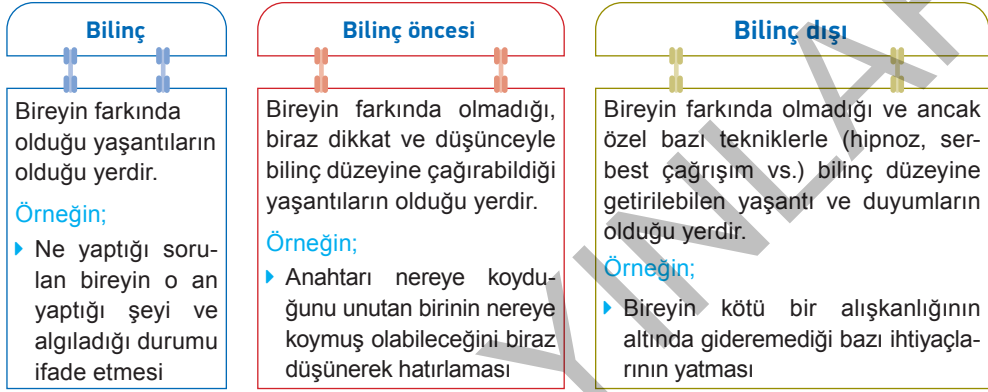 Bilinç
Bireyin farkında
olduğu yaşantıların
olduğu yerdir.
Örneğin;
Ne yaptığı soru-
lan bireyin o an
yaptığı şeyi ve
algıladığı durumu
ifade etmesi
Bilinç öncesi
Bireyin farkında olmadığı,
biraz dikkat ve düşünceyle
bilinç düzeyine çağırabildiği
yaşantıların olduğu yerdir.
Örneğin;
Anahtarı nereye koydu-
ğunu unutan birinin nereye
koymuş olabileceğini biraz
düşünerek hatırlaması
Bilinç dışı
Bireyin farkında olmadığı ve ancak
özel bazı tekniklerle (hipnoz, ser-
best çağrışım vs.) bilinç düzeyine
getirilebilen yaşantı ve duyumların
olduğu yerdir.
Örneğin;
Bireyin kötü bir alışkanlığının
altında gideremediği bazı ihtiyaçla-
rının yatması